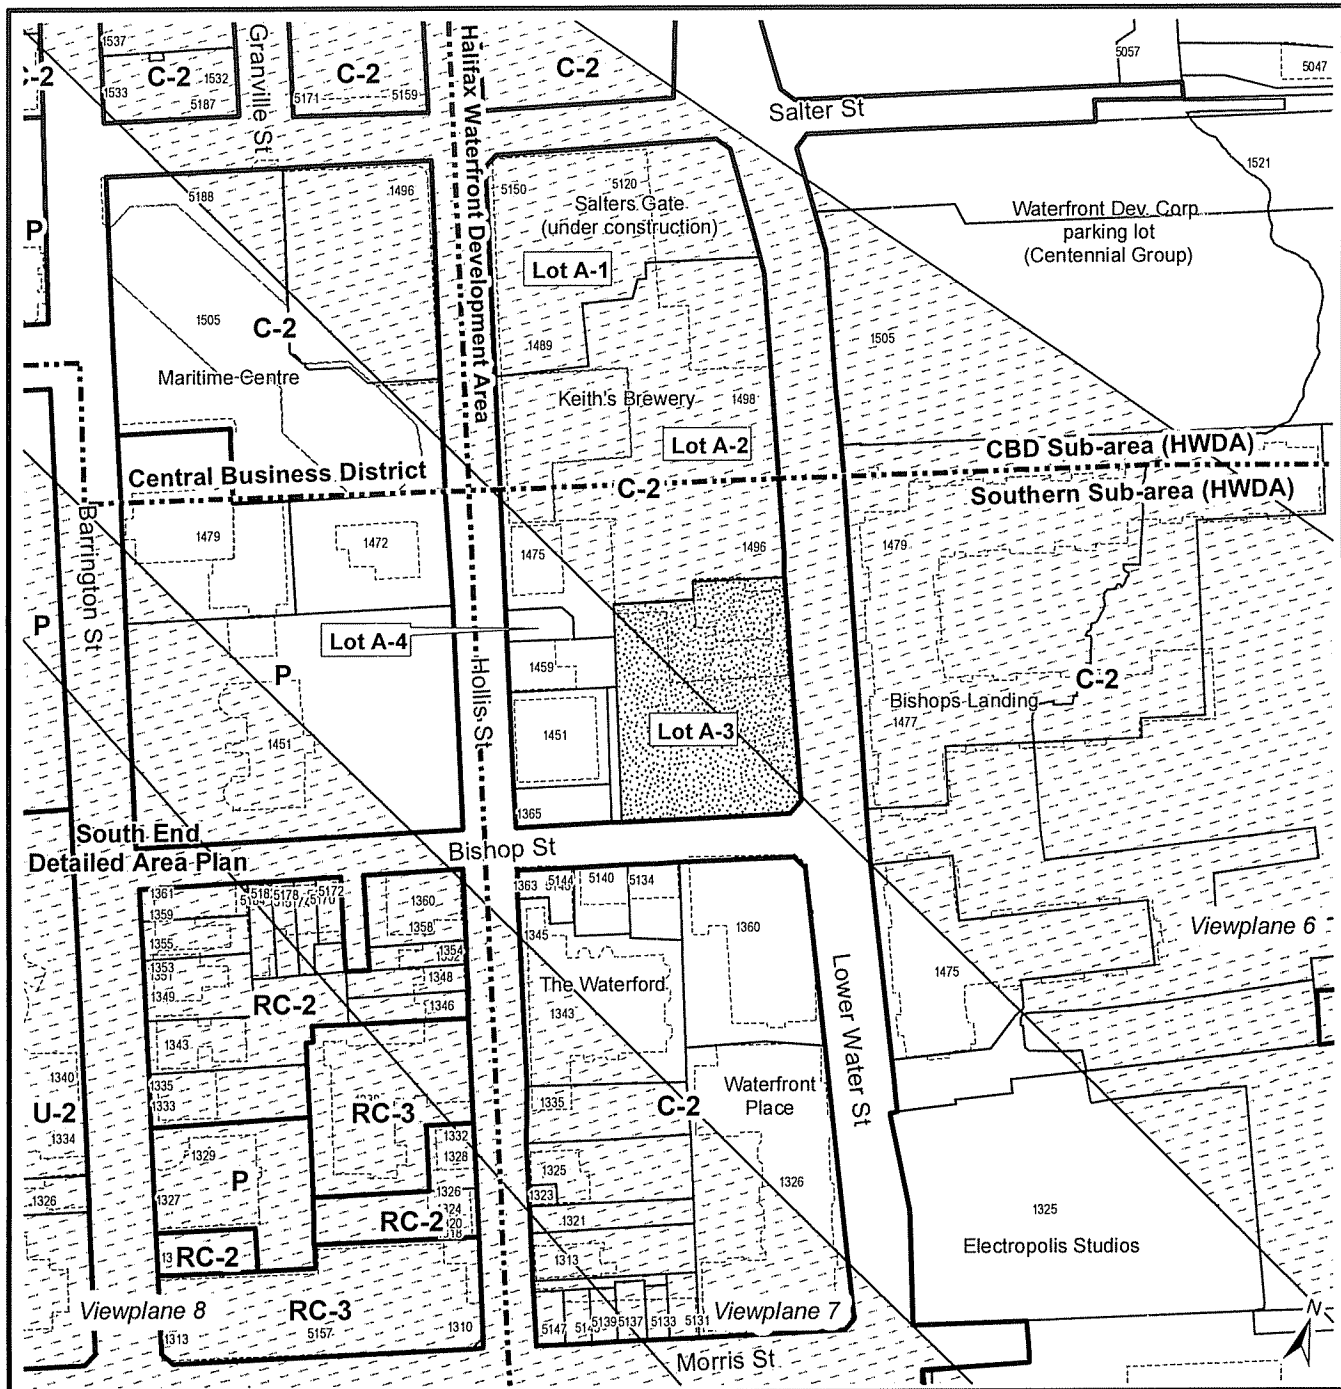 1537
Granville St
Halifax Waterfront Development Area
5057
5047
C-2
C-2
C-2
C-2
1533
1532
5187
5171
5159
Salter St
1521
5188
1496
5150
5120
Salters Gate
(under construction)
Waterfront Dev. Corp
parking lot
(Centennial Group)
P
Lot A-1
1505
C-2
1489
1505
Maritime Centre
Keith's Brewery
1498
Lot A-2
CBD Sub-area (HWDA)
Central Business District
C-2
Southern Sub-area (HWDA)
Barrington St
1479
1472
1475
1496
1479
P
Lot A-4
Hollis St
1459
P
C-2
Bishops Landing
1477
1451
1451
Lot A-3
1365
South End
Detailed Area Plan
Bishop St
1361
5178
5172
1360
1363
5144
5140
5134
1359
1358
1360
Viewplane 6
1355
1354
1345
1353
1351
1348
The Waterford
Lower Water St
1475
1349
RC-2
1346
1343
1343
1340
1335
1333
RC-3
1335
C-2
Waterfront
Place
U-2
1334
1332
1329
1328
1325
P
1326
1327
1326
1323
1326
1325
RC-2
1321
RC-2
1313
Electropolis Studios
Viewplane 8
RC-3
Viewplane 7
N
1313
5157
1310
5147
5139
5137
5133
5131
Morris St